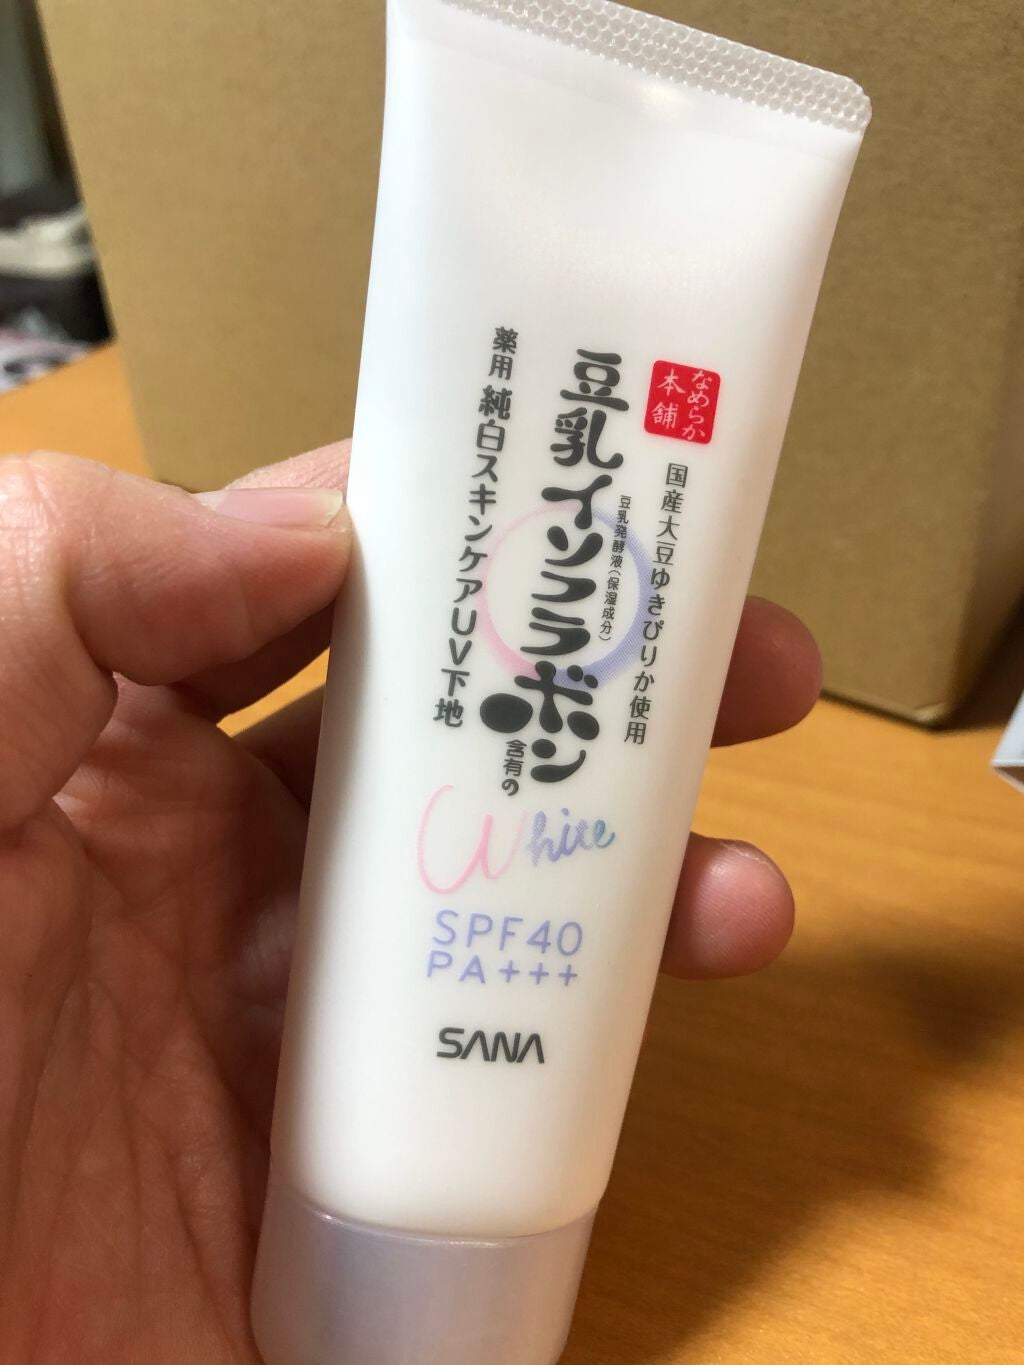 なめらか
本舗
国産大豆ゆきぴりか使用
豆乳発酵液(保湿成分)
豆乳イソフラボン
含有の
薬用 純白スキンケアUV下地
White
SPF40
PA+++
SANA